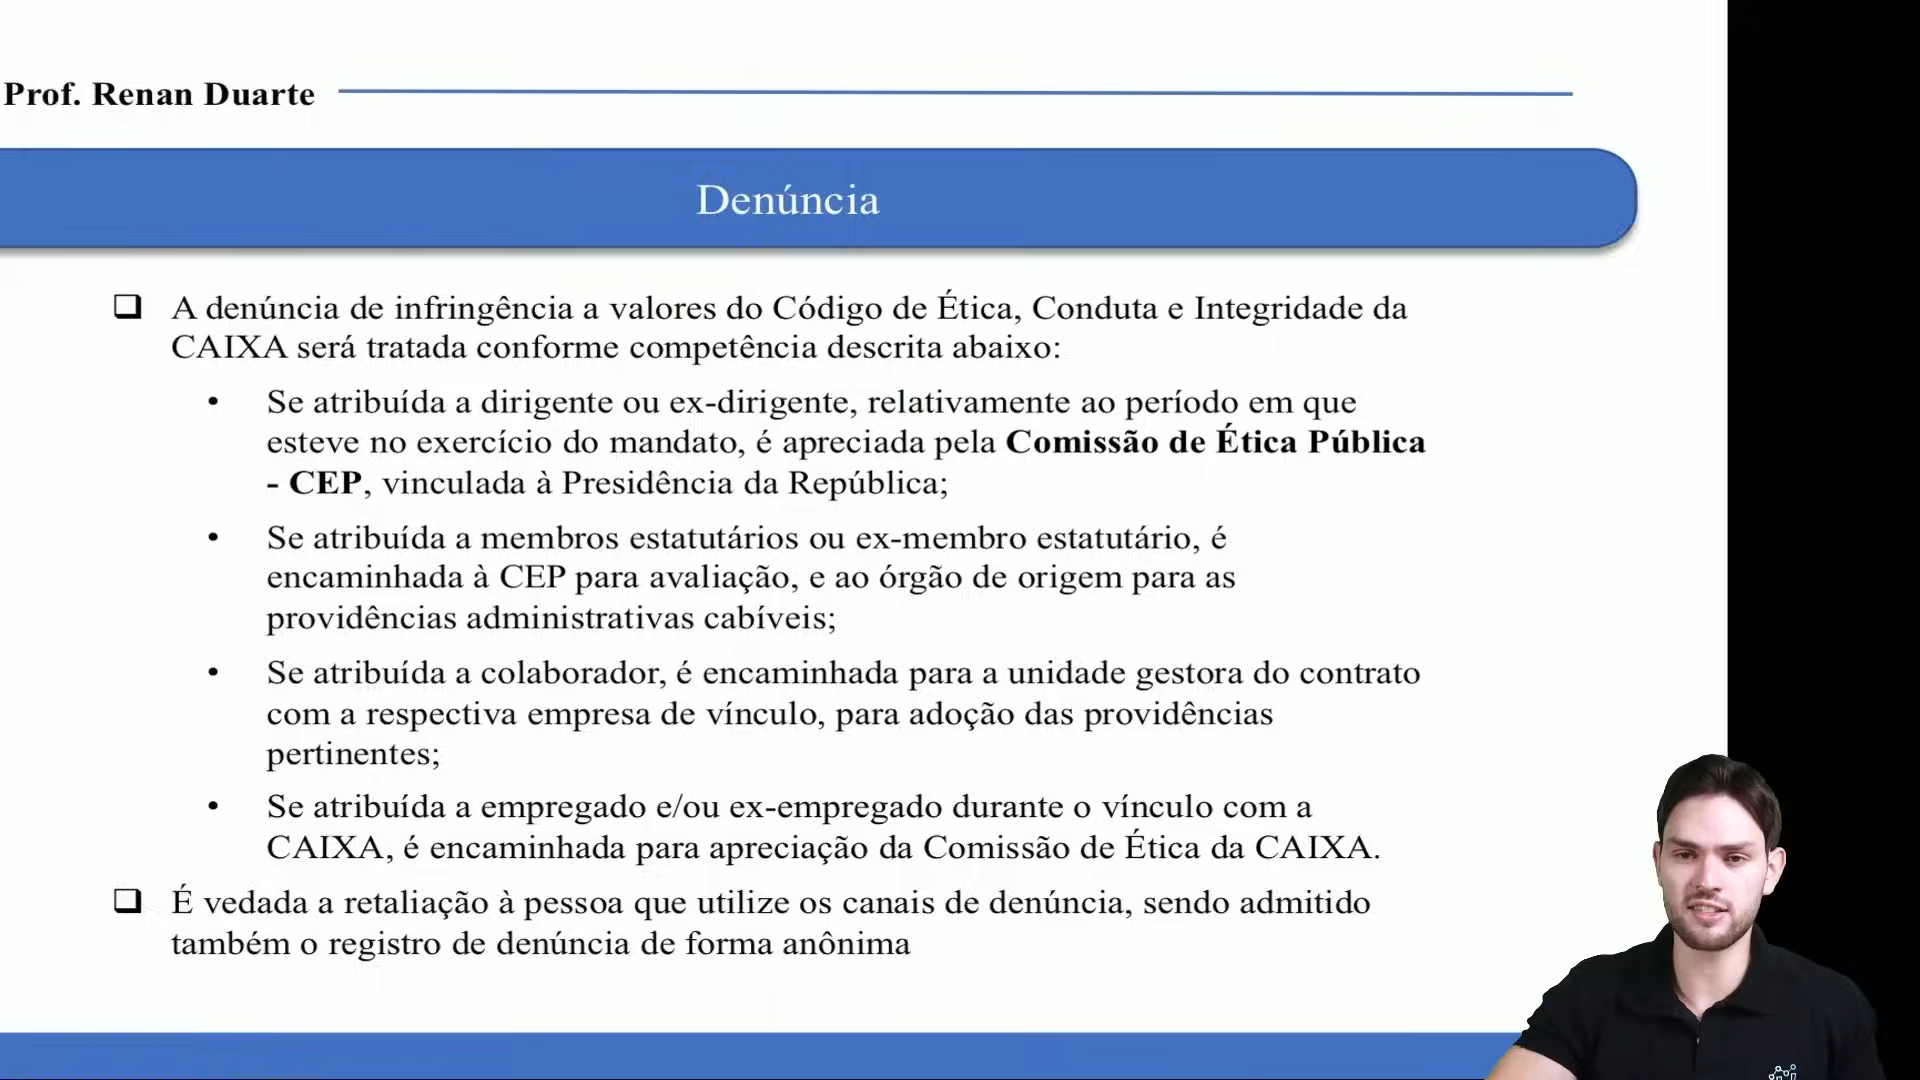 Prof. Renan Duarte
Denúncia
❑ A denúncia de infringência a valores do Código de Ética, Conduta e Integridade da
CAIXA será tratada conforme competência descrita abaixo:
• Se atribuída a dirigente ou ex-dirigente, relativamente ao período em que
esteve no exercício do mandato, é apreciada pela Comissão de Ética Pública
- CEP, vinculada à Presidência da República;
• Se atribuída a membros estatutários ou ex-membro estatutário, é
encaminhada à CEP para avaliação, e ao órgão de origem para as
providências administrativas cabíveis;
• Se atribuída a colaborador, é encaminhada para a unidade gestora do contrato
com a respectiva empresa de vínculo, para adoção das providências
pertinentes;
• Se atribuída a empregado e/ou ex-empregado durante o vínculo com a
CAIXA, é encaminhada para apreciação da Comissão de Ética da CAIXA.
❑ É vedada a retaliação à pessoa que utilize os canais de denúncia, sendo admitido
também o registro de denúncia de forma anônima